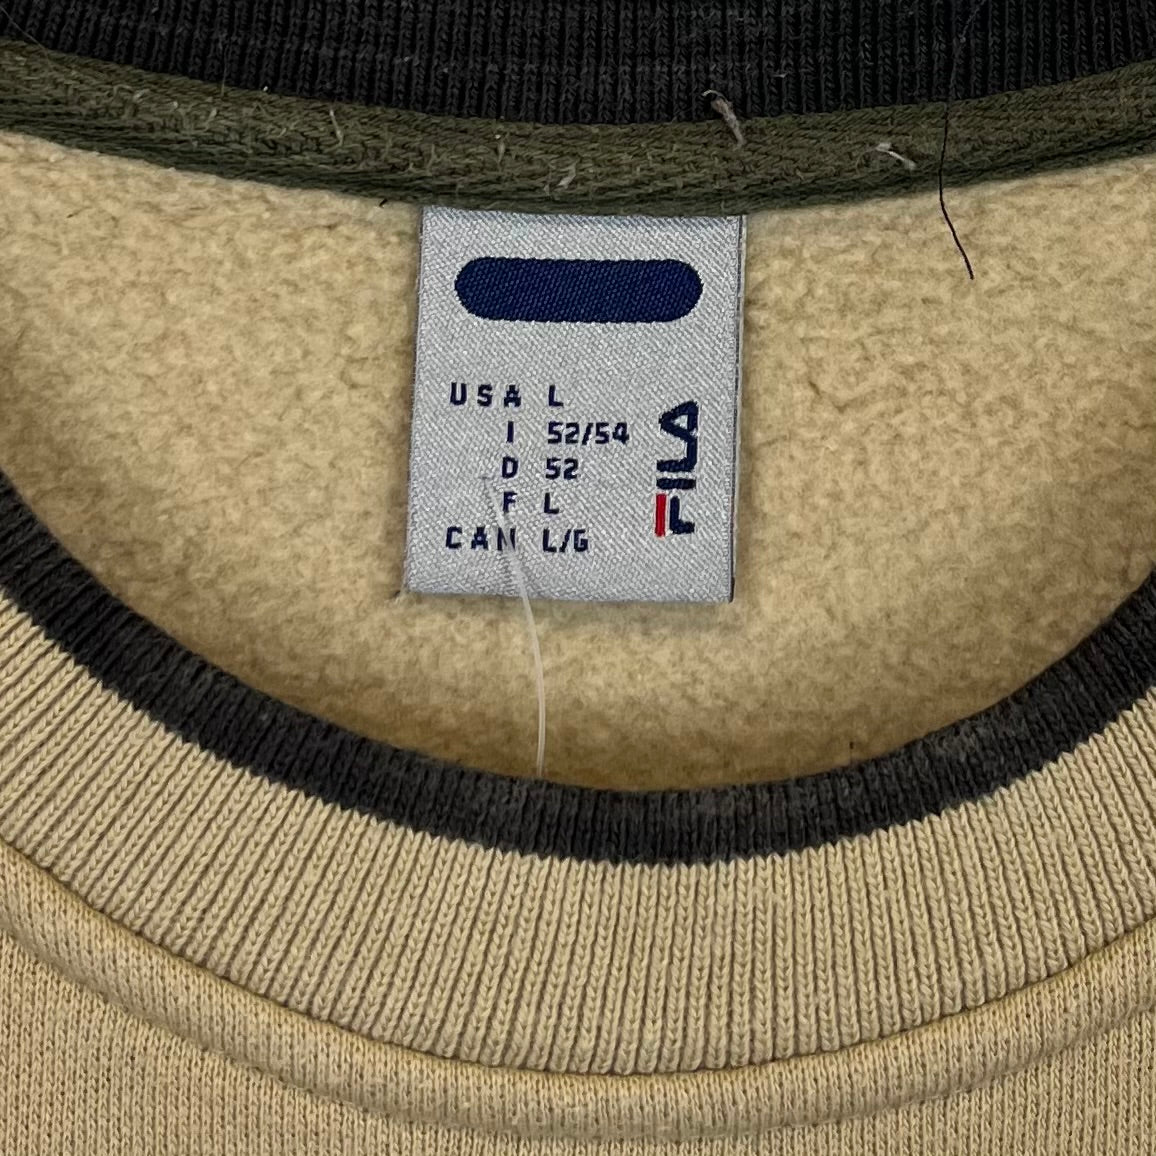 USA L
I 52/54
D 52
F L
CAN L/G
FILA